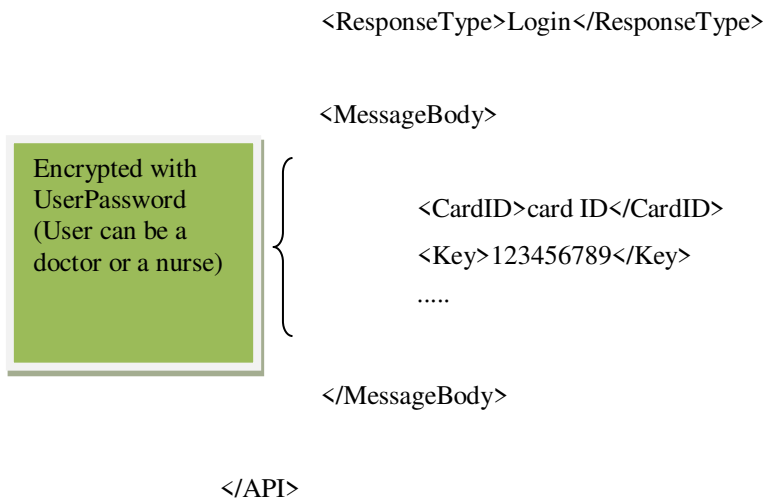 <ResponseType>Login</ResponseType>
<MessageBody>
Encrypted with
UserPassword
(User can be a
doctor or a nurse)
<CardID>card ID</CardID>
<Key>123456789</Key>
.....
</MessageBody>
</API>